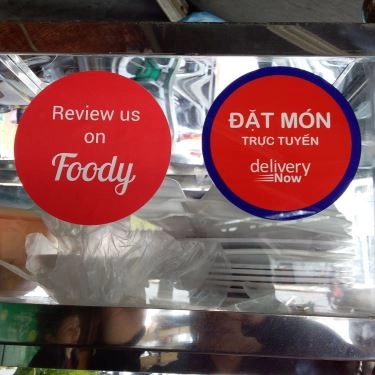 Review us
on
Foody
ĐẶT MÓN
TRỰC TUYẾN
delivery
Now